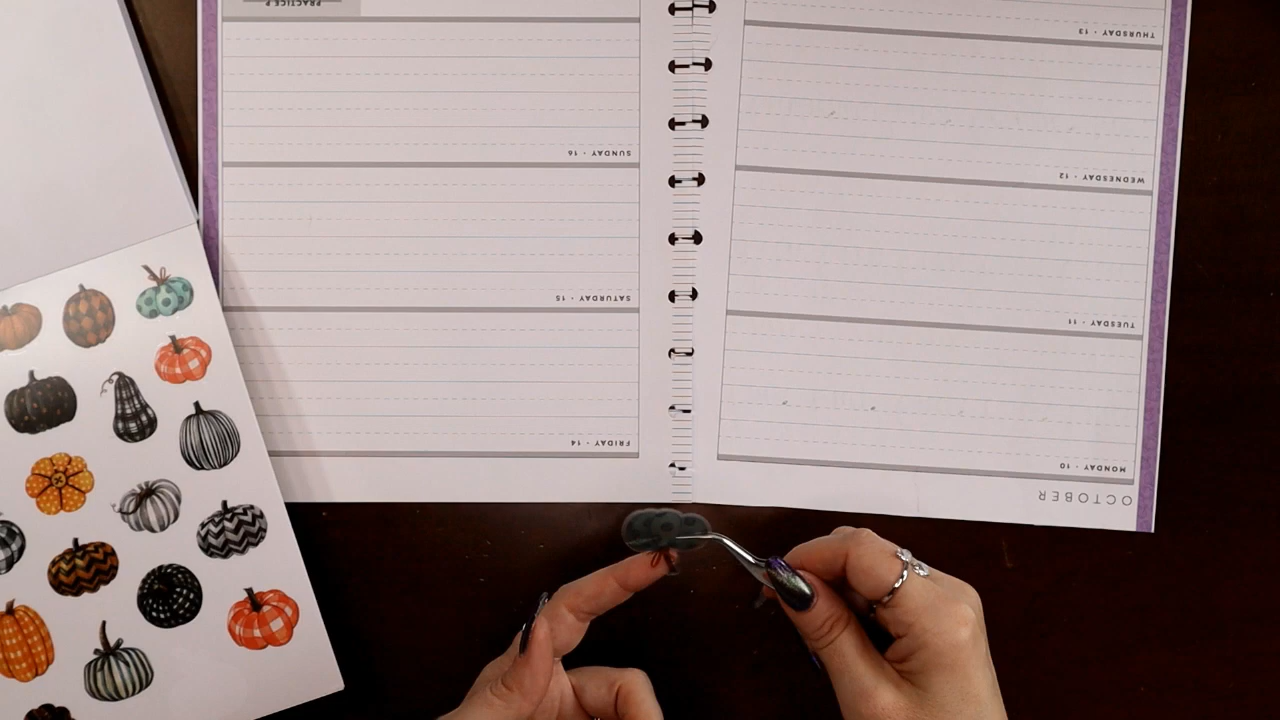 OCTOBER
MONDAY · 10
TUESDAY · 11
WEDNESDAY · 12
THURSDAY · 13
FRIDAY · 14
SATURDAY · 15
SUNDAY · 16